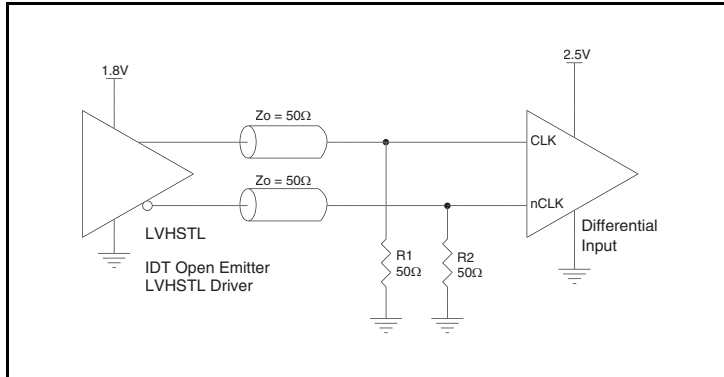 1.8V
2.5V
Zo = 50Ω
CLK
Zo = 50Ω
nCLK
LVHSTL
IDT Open Emitter
LVHSTL Driver
R1
50Ω
R2
50Ω
Differential
Input